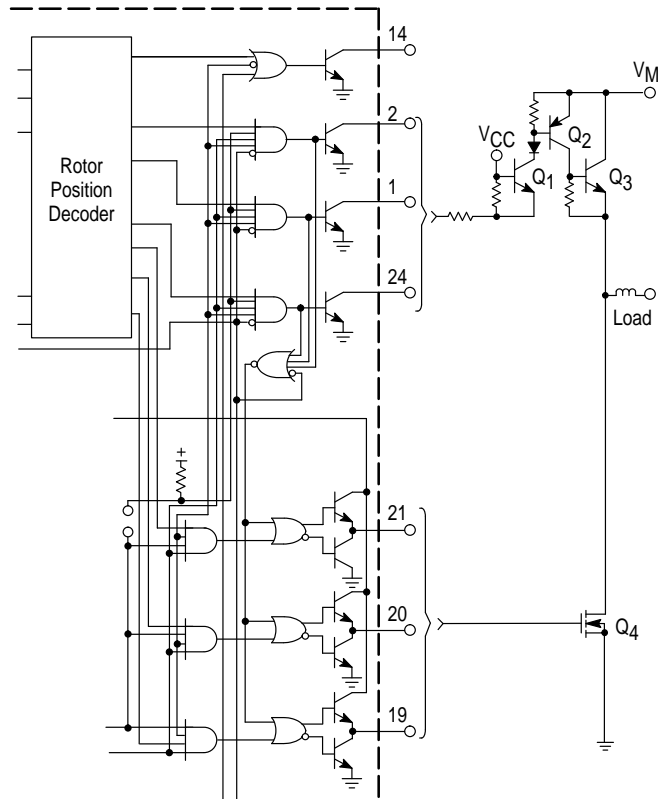 14
2
V_M
V_CC
Q_2
Q_1
Q_3
Rotor
Position
Decoder
1
24
Load
+
21
20
Q_4
19